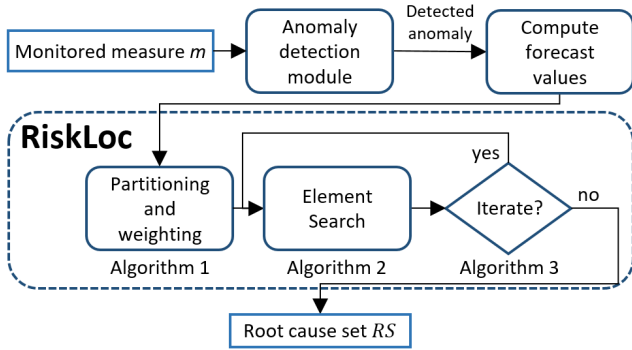 Monitored measure m
Anomaly
detection
module
Detected
anomaly
Compute
forecast
values
RiskLoc
Partitioning
and
weighting
Algorithm 1
Element
Search
Algorithm 2
yes
Iterate?
no
Algorithm 3
Root cause set RS